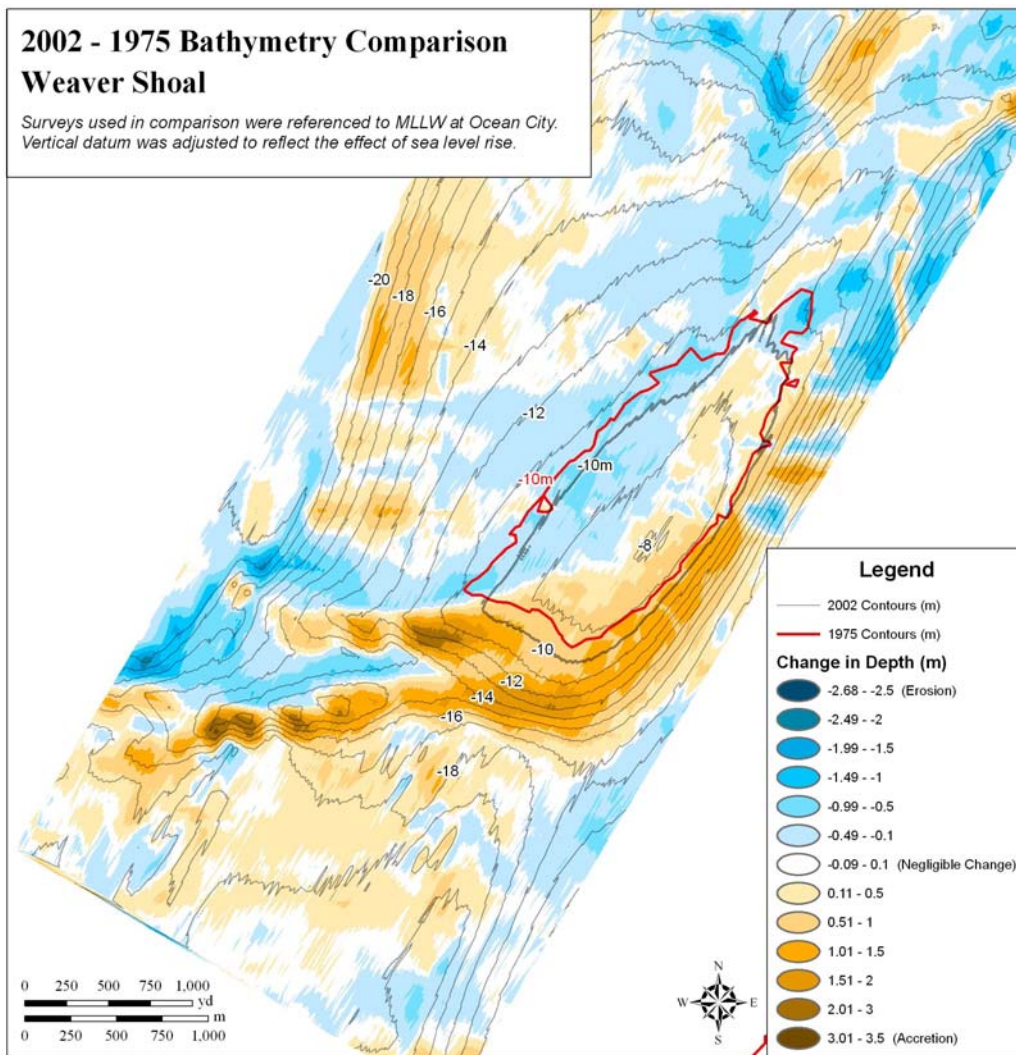 2002 - 1975 Bathymetry Comparison
Weaver Shoal
Surveys used in comparison were referenced to MLLW at Ocean City.
Vertical datum was adjusted to reflect the effect of sea level rise.
-20
-18
-16
-14
-12
-10m
-10m
-8
-10
-12
-14
-16
-18
Legend
2002 Contours (m)
1975 Contours (m)
Change in Depth (m)
-2.68 - -2.5 (Erosion)
-2.49 - -2
-1.99 - -1.5
-1.49 - -1
-0.99 - -0.5
-0.49 - -0.1
-0.09 - 0.1 (Negligible Change)
0.11 - 0.5
0.51 - 1
1.01 - 1.5
1.51 - 2
2.01 - 3
3.01 - 3.5 (Accretion)
0 250 500 750 1,000
yd
m
0 250 500 750 1,000
N
W E
S